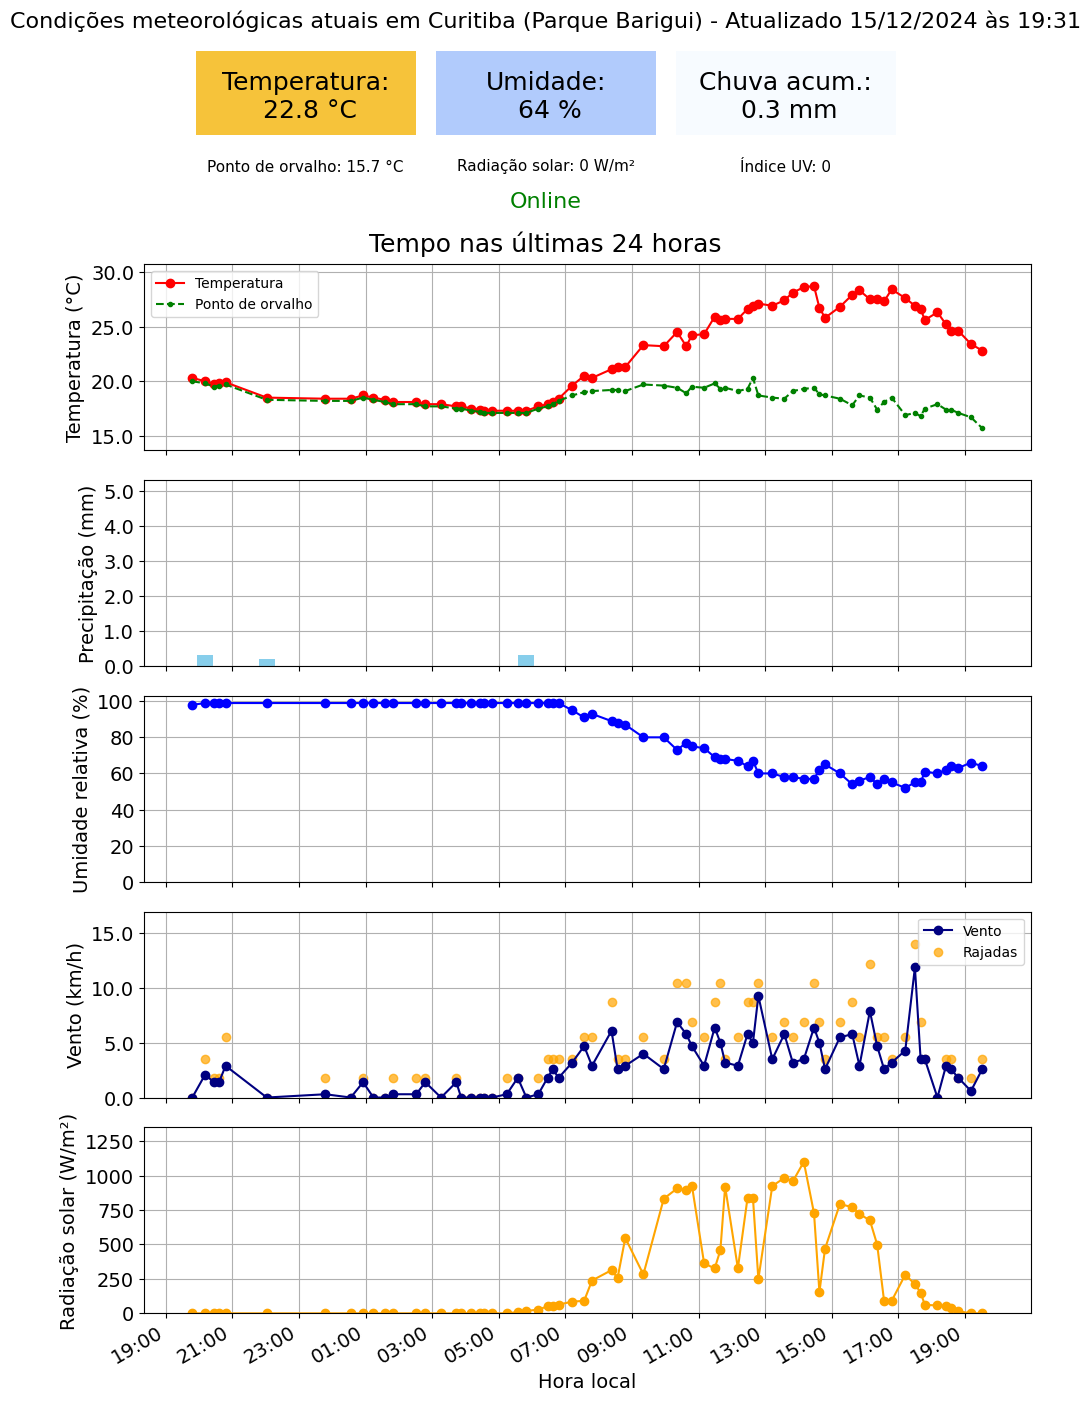 Condições meteorológicas atuais em Curitiba (Parque Barigui) - Atualizado 15/12/2024 às 19:31
Temperatura:
22.8 °C
Umidade:
64 %
Chuva acum.:
0.3 mm
Ponto de orvalho: 15.7 °C
Radiação solar: 0 W/m²
Índice UV: 0
Online
Tempo nas últimas 24 horas
Temperatura (°C)
30.0
25.0
20.0
15.0
Temperatura
Ponto de orvalho
Precipitação (mm)
5.0
4.0
3.0
2.0
1.0
0.0
Umidade relativa (%)
100
80
60
40
20
0
Vento (km/h)
15.0
10.0
5.0
0.0
Vento
Rajadas
Radiação solar (W/m²)
1250
1000
750
500
250
0
19:00
21:00
23:00
01:00
03:00
05:00
07:00
09:00
11:00
13:00
15:00
17:00
19:00
Hora local